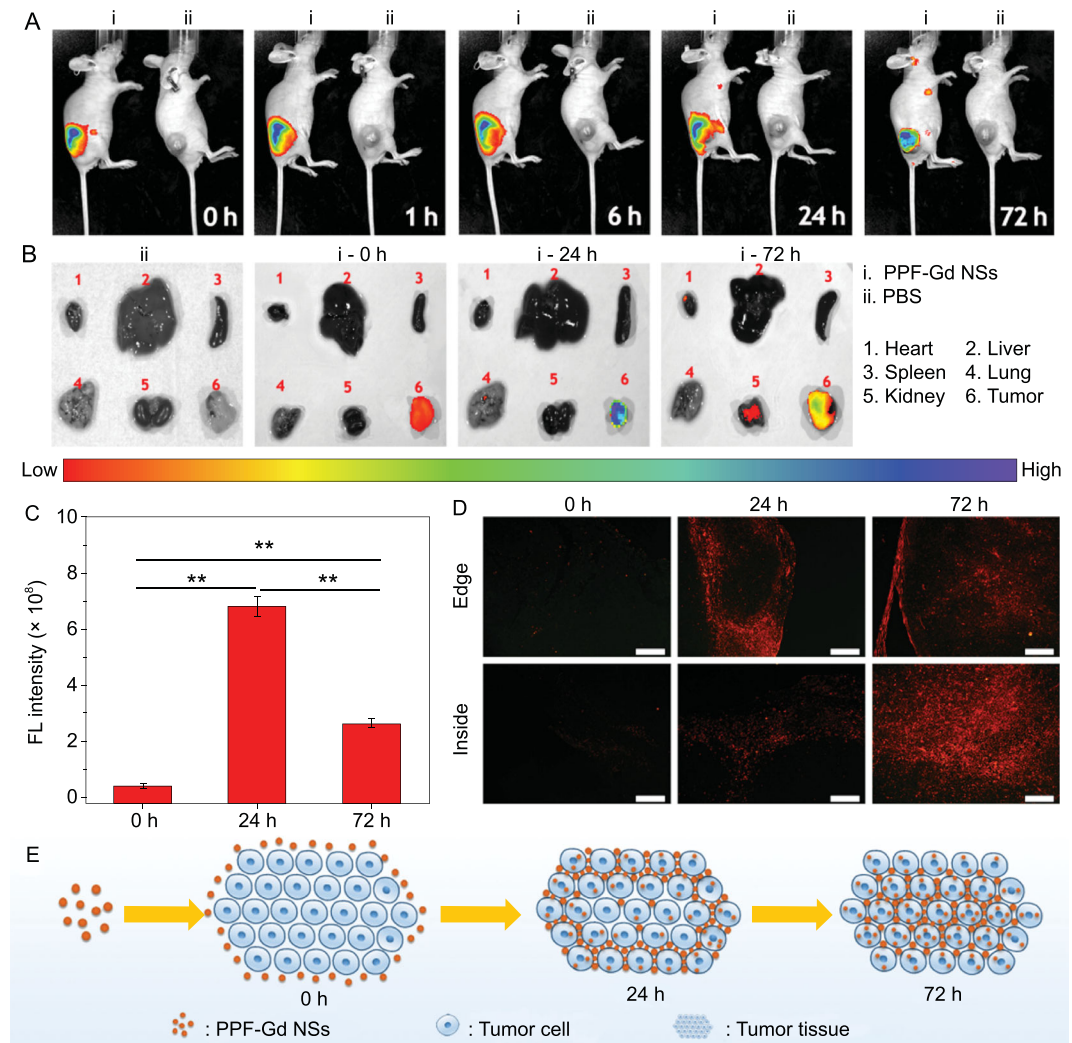 A
i ii i ii i ii i ii i ii
0 h 1 h 6 h 24 h 72 h
B
ii i - 0 h i - 24 h i - 72 h
1 2 3 1 2 3 1 2 3 1 2 3
4 5 6 4 5 6 4 5 6 4 5 6
i. PPF-Gd NSs
ii. PBS
1. Heart 2. Liver
3. Spleen 4. Lung
5. Kidney 6. Tumor
Low High
C
FL intensity (× 10⁸)
10
8
6
4
2
0
**
** **
0 h 24 h 72 h
D
0 h 24 h 72 h
Edge
Inside
E
0 h
24 h
72 h
: PPF-Gd NSs : Tumor cell : Tumor tissue